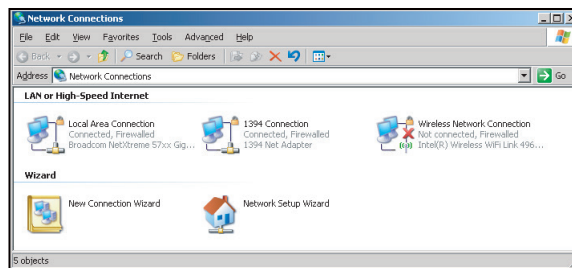 Network Connections
File Edit View Favorites Tools Advanced Help
Back Search Folders
Address Network Connections Go
LAN or High-Speed Internet
Local Area Connection
Connected, Firewalled
Broadcom NetXtreme 57xx Gig...
1394 Connection
Connected, Firewalled
1394 Net Adapter
Wireless Network Connection
Not connected, Firewalled
Intel(R) Wireless WiFi Link 496...
Wizard
New Connection Wizard
Network Setup Wizard
5 objects